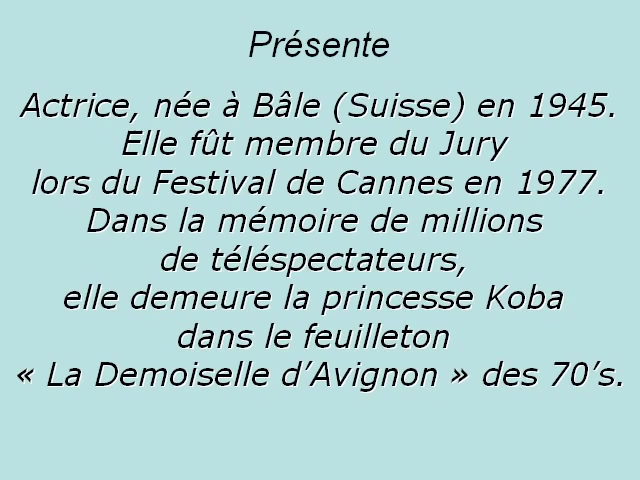 Présente
Actrice, née à Bâle (Suisse) en 1945.
Elle fût membre du Jury
lors du Festival de Cannes en 1977.
Dans la mémoire de millions
de téléspectateurs,
elle demeure la princesse Koba
dans le feuilleton
« La Demoiselle d’Avignon » des 70’s.